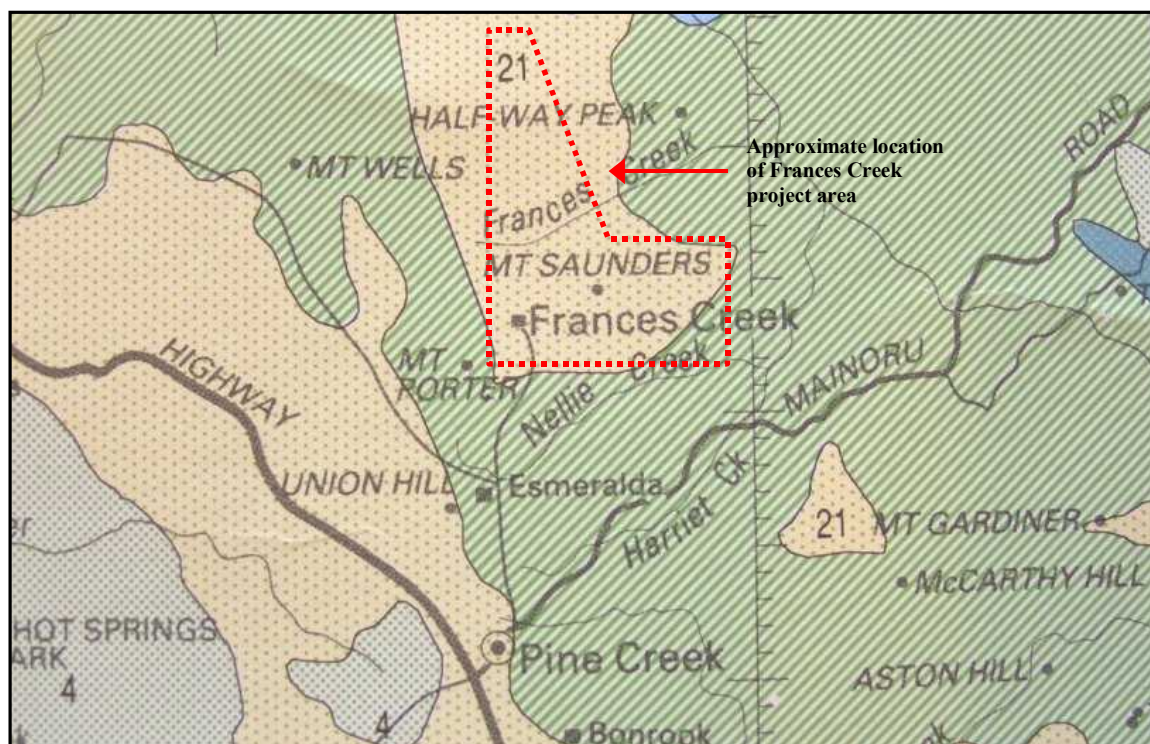 21
HALF-WAY PEAK
MT WELLS
Frances Creek
Approximate location
of Frances Creek
project area
ROAD
MT SAUNDERS
Frances Creek
HIGHWAY
MT
PORTER
Nellie Creek
MAINORU
UNION HILL
Esmeralda
Harriet Ck
21
MT GARDINER
McCARTHY HILL
HOT SPRINGS
ARK
4
4
Pine Creek
ASTON HILL
Bonrook